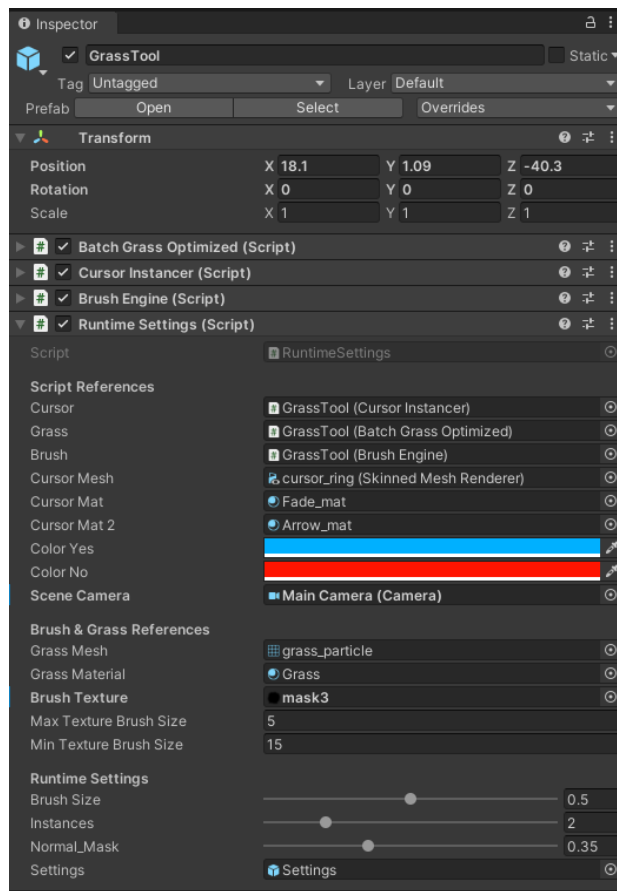 Inspector
GrassTool Static
Tag Untagged Layer Default
Prefab Open Select Overrides
Transform
Position X 18.1 Y 1.09 Z -40.3
Rotation X 0 Y 0 Z 0
Scale X 1 Y 1 Z 1
# Batch Grass Optimized (Script)
# Cursor Instancer (Script)
# Brush Engine (Script)
# Runtime Settings (Script)
Script # RuntimeSettings
Script References
Cursor # GrassTool (Cursor Instancer)
Grass # GrassTool (Batch Grass Optimized)
Brush # GrassTool (Brush Engine)
Cursor Mesh cursor_ring (Skinned Mesh Renderer)
Cursor Mat Fade_mat
Cursor Mat 2 Arrow_mat
Color Yes
Color No
Scene Camera Main Camera (Camera)
Brush & Grass References
Grass Mesh grass_particle
Grass Material Grass
Brush Texture mask3
Max Texture Brush Size 5
Min Texture Brush Size 15
Runtime Settings
Brush Size 0.5
Instances 2
Normal_Mask 0.35
Settings Settings